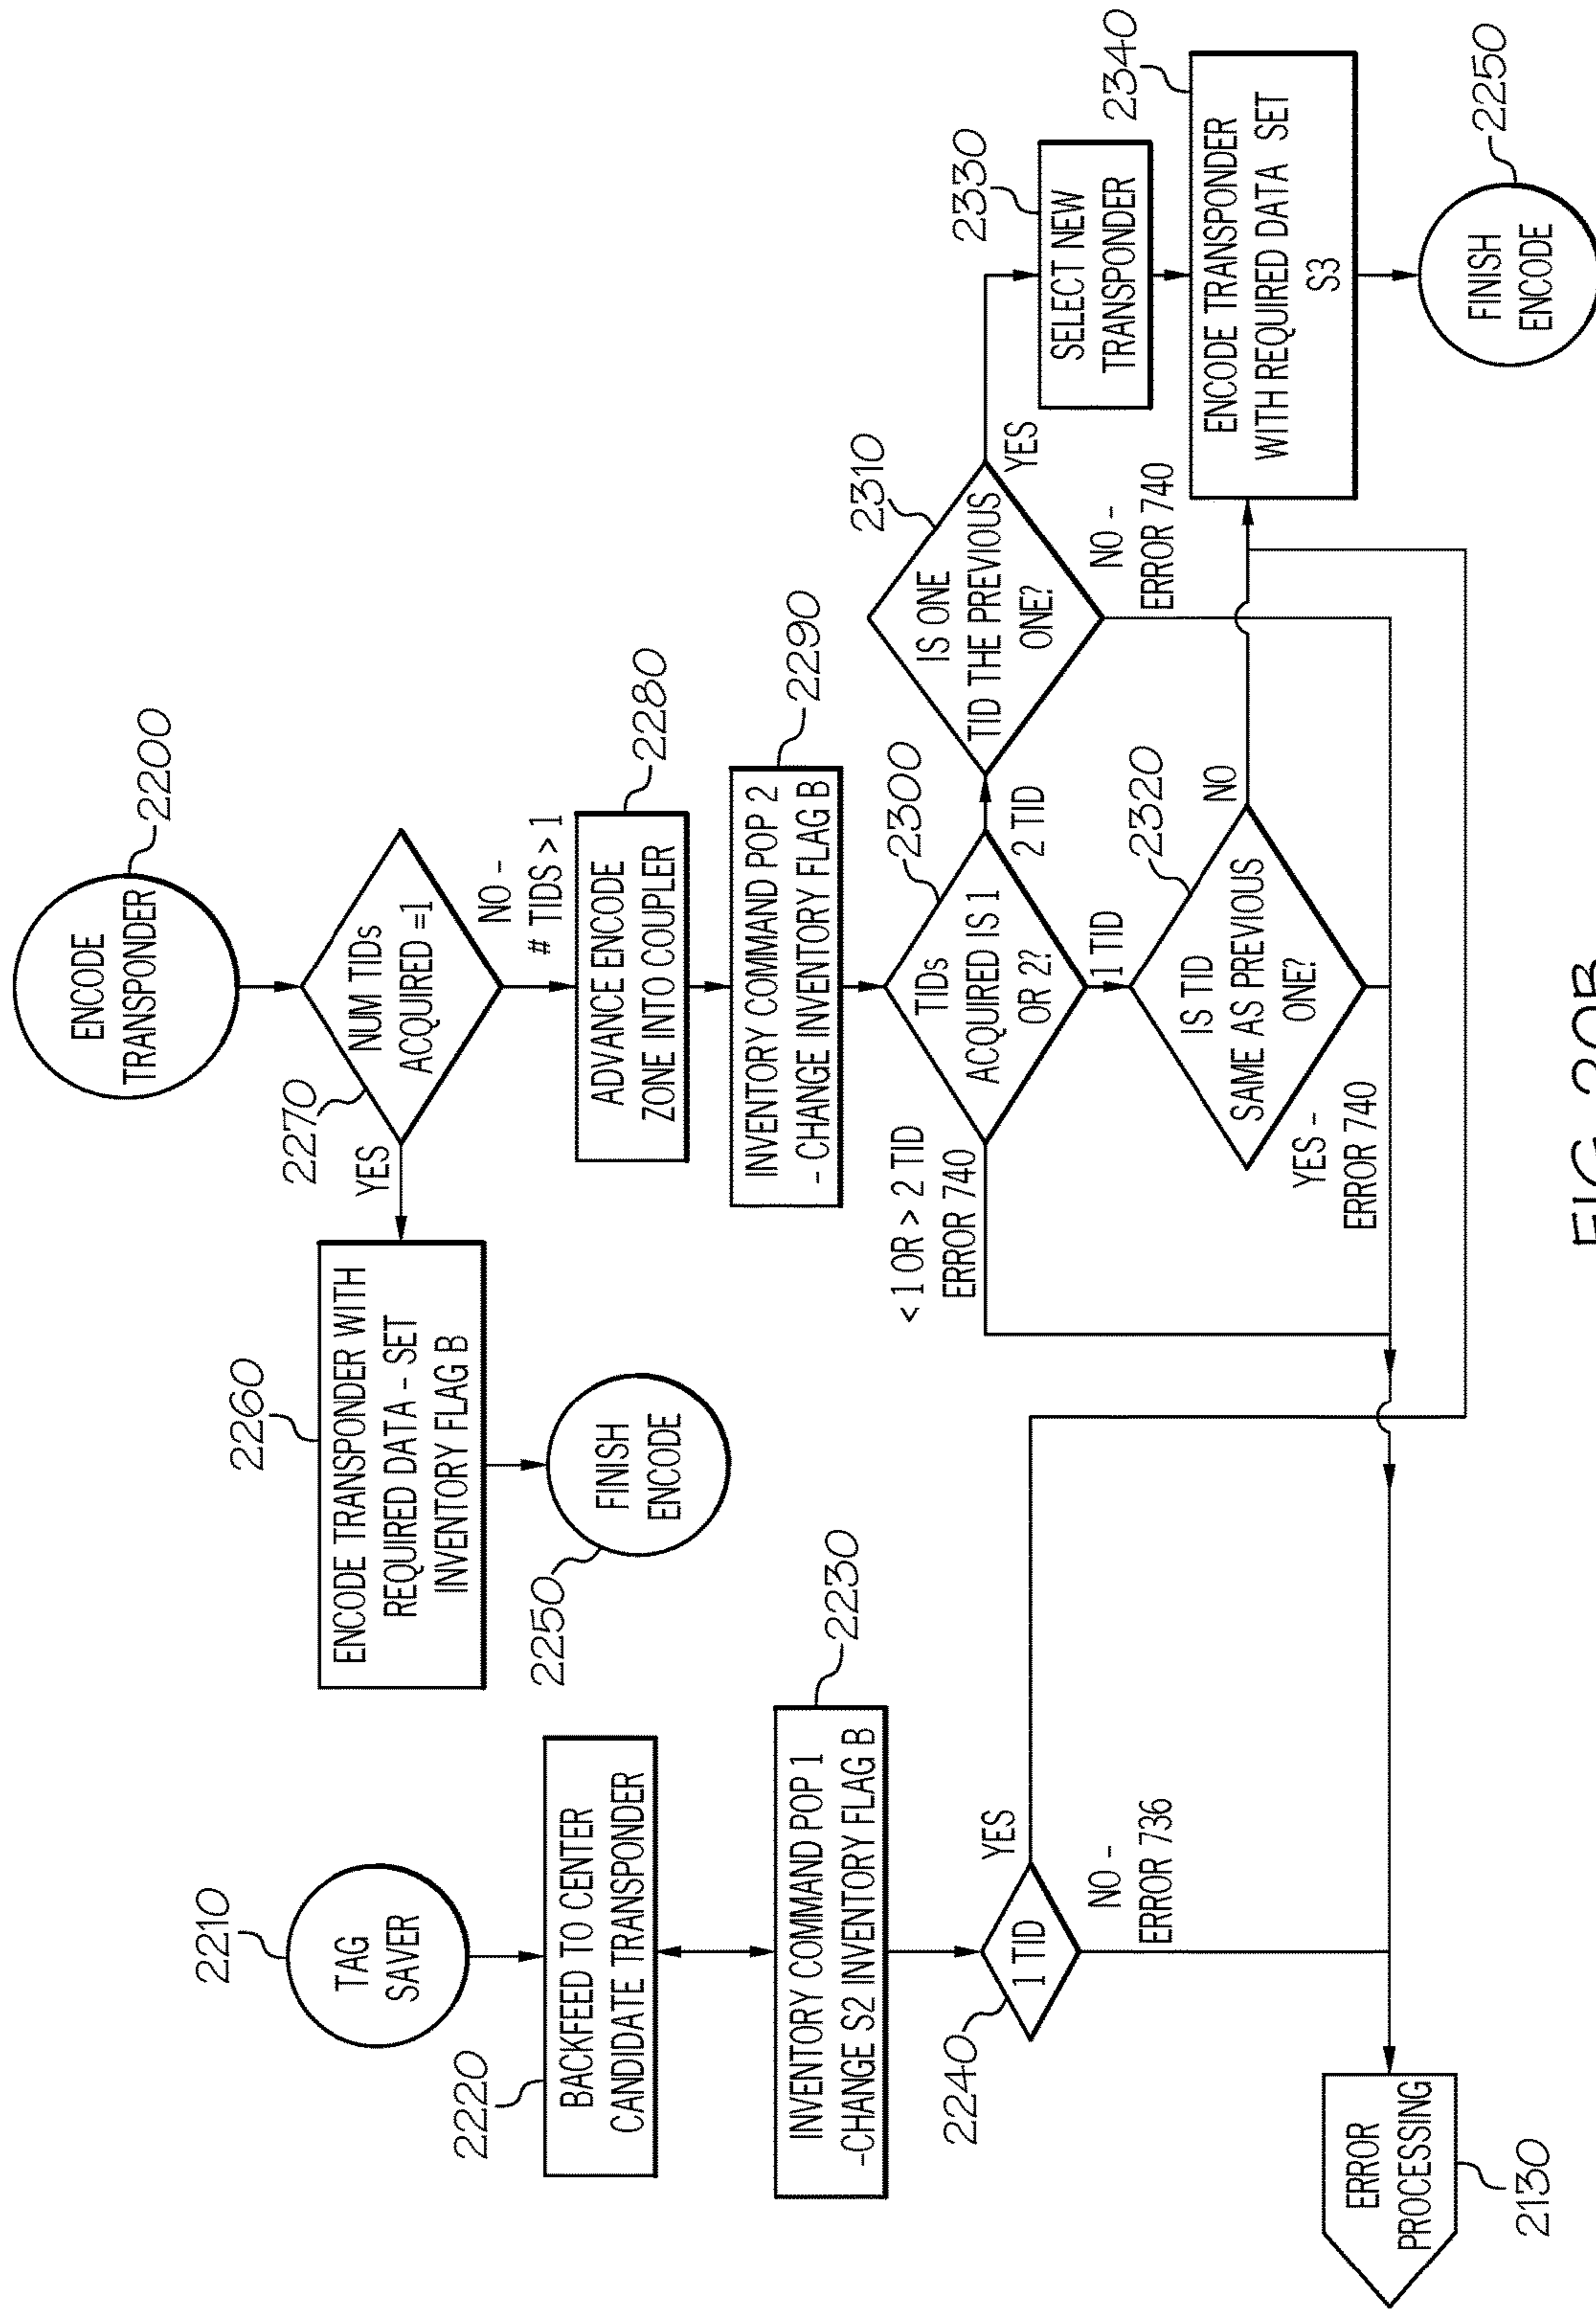 2200
ENCODE
TRANSPONDER
2270
NUM TIDs
ACQUIRED =1
YES
NO -
# TIDS > 1
2260
ENCODE TRANSPONDER WITH
REQUIRED DATA - SET
INVENTORY FLAG B
2250
FINISH
ENCODE
2280
ADVANCE ENCODE
ZONE INTO COUPLER
2290
INVENTORY COMMAND POP 2
- CHANGE INVENTORY FLAG B
2300
TIDs
ACQUIRED IS 1
OR 2?
< 1 OR > 2 TID
ERROR 740
2 TID
1 TID
2310
IS ONE
TID THE PREVIOUS
ONE?
YES
NO -
ERROR 740
2320
IS TID
SAME AS PREVIOUS
ONE?
NO
YES -
ERROR 740
2330
SELECT NEW
TRANSPONDER
2340
ENCODE TRANSPONDER
WITH REQUIRED DATA SET
S3
2250
FINISH
ENCODE
2210
TAG
SAVER
2220
BACKFEED TO CENTER
CANDIDATE TRANSPONDER
2230
INVENTORY COMMAND POP 1
-CHANGE S2 INVENTORY FLAG B
2240
1 TID
YES
NO -
ERROR 736
ERROR
PROCESSING
2130
FIG. 20B